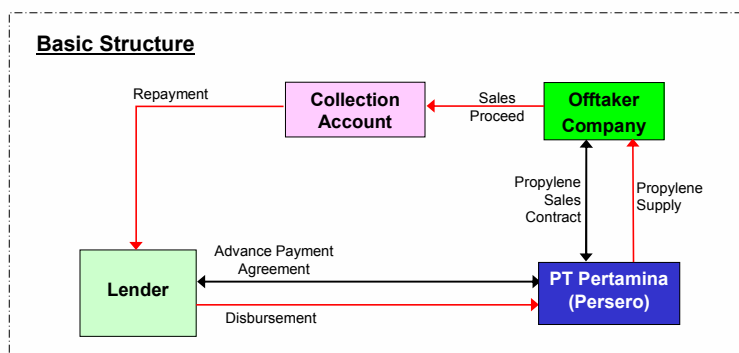 Basic Structure
Repayment
Collection
Account
Sales
Proceed
Offtaker
Company
Propylene
Sales
Contract
Propylene
Supply
Lender
Advance Payment
Agreement
Disbursement
PT Pertamina
(Persero)